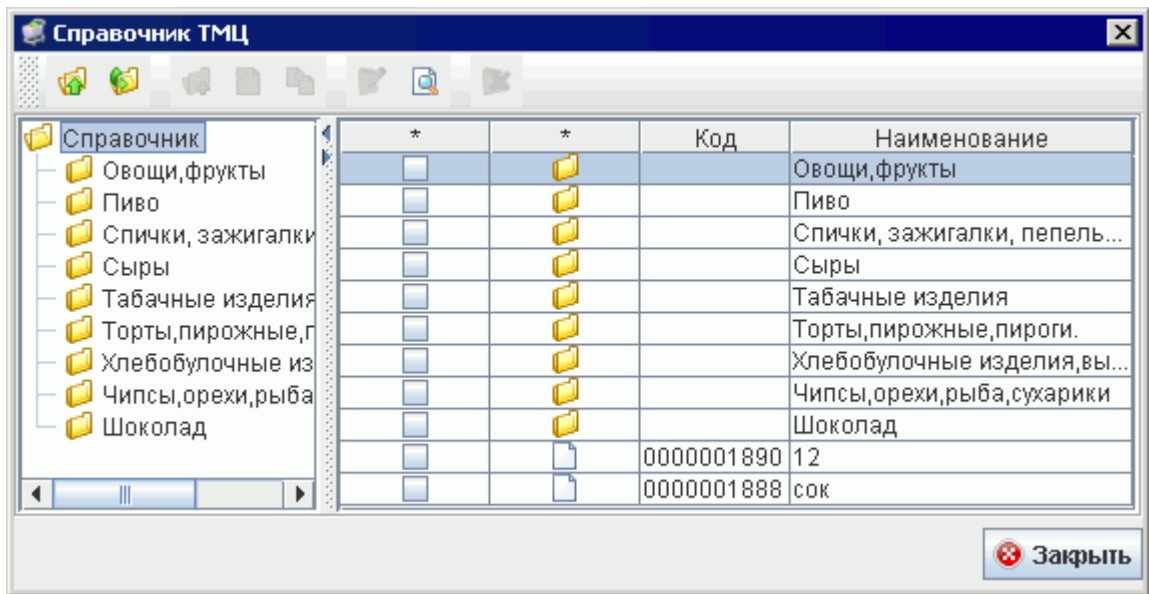 Справочник ТМЦ
Справочник
Овощи,фрукты
Пиво
Спички, зажигалки
Сыры
Табачные изделия
Торты,пирожные,п
Хлебобулочные из
Чипсы,орехи,рыба
Шоколад
* * Код Наименование
Овощи,фрукты
Пиво
Спички, зажигалки, пепель...
Сыры
Табачные изделия
Торты,пирожные,пироги.
Хлебобулочные изделия,вы...
Чипсы,орехи,рыба,сухарики
Шоколад
0000001890 12
0000001888 сок
Закрыть